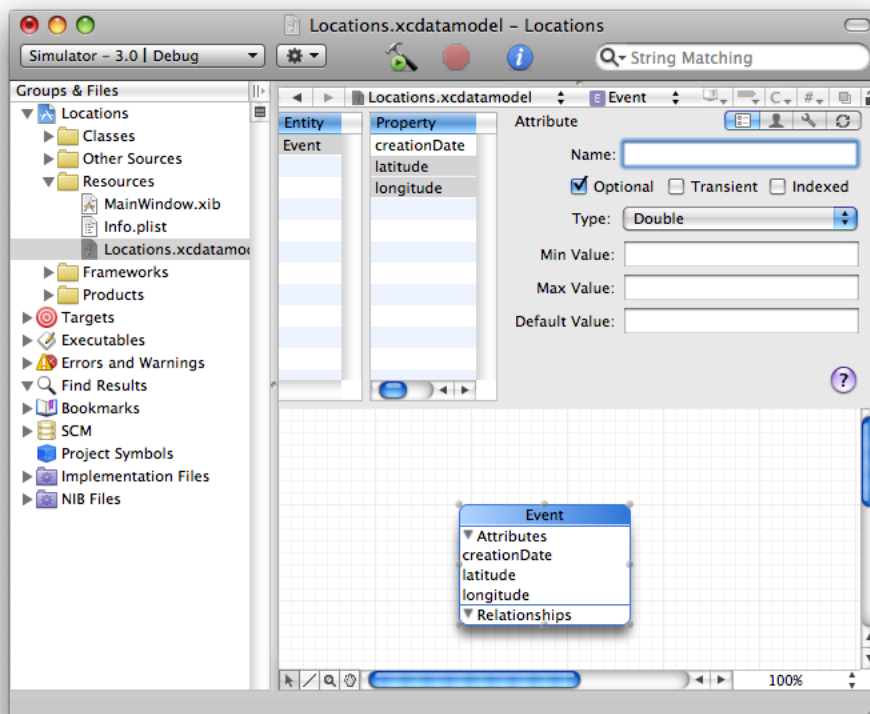 Locations.xcdatamodel – Locations
Simulator – 3.0 | Debug
String Matching
Groups & Files
Locations
Classes
Other Sources
Resources
MainWindow.xib
Info.plist
Locations.xcdatamo
Frameworks
Products
Targets
Executables
Errors and Warnings
Find Results
Bookmarks
SCM
Project Symbols
Implementation Files
NIB Files
Locations.xcdatamodel
E Event
C
#
Entity
Event
Property
creationDate
latitude
longitude
Attribute
Name:
Optional Transient Indexed
Type: Double
Min Value:
Max Value:
Default Value:
?
Event
Attributes
creationDate
latitude
longitude
Relationships
100%